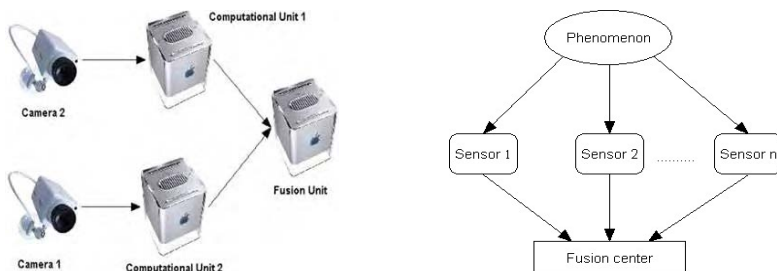 Computational Unit 1
Camera 2
Fusion Unit
Camera 1
Computational Unit 2
Phenomenon
Sensor 1
Sensor 2
..........
Sensor n
Fusion center